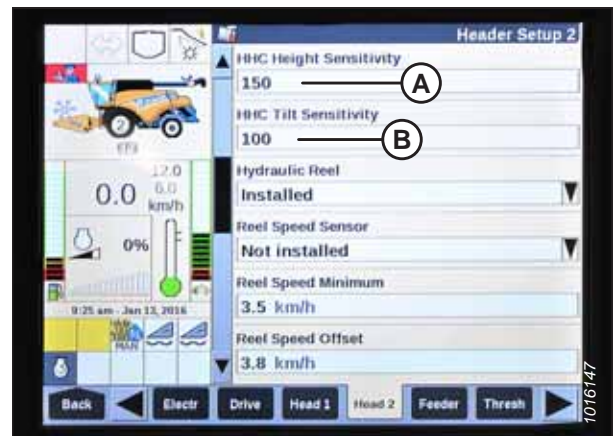 Header Setup 2
HHC Height Sensitivity
150
A
HHC Tilt Sensitivity
100
B
Hydraulic Reel
Installed
Reel Speed Sensor
Not installed
Reel Speed Minimum
3.5 km/h
Reel Speed Offset
3.8 km/h
2
12.0
6.0
0.0 km/h
0%
9:25 am - Jan 13, 2016
MAN
Back
Electr
Drive
Head 1
Head 2
Feeder
Thresh
1016147